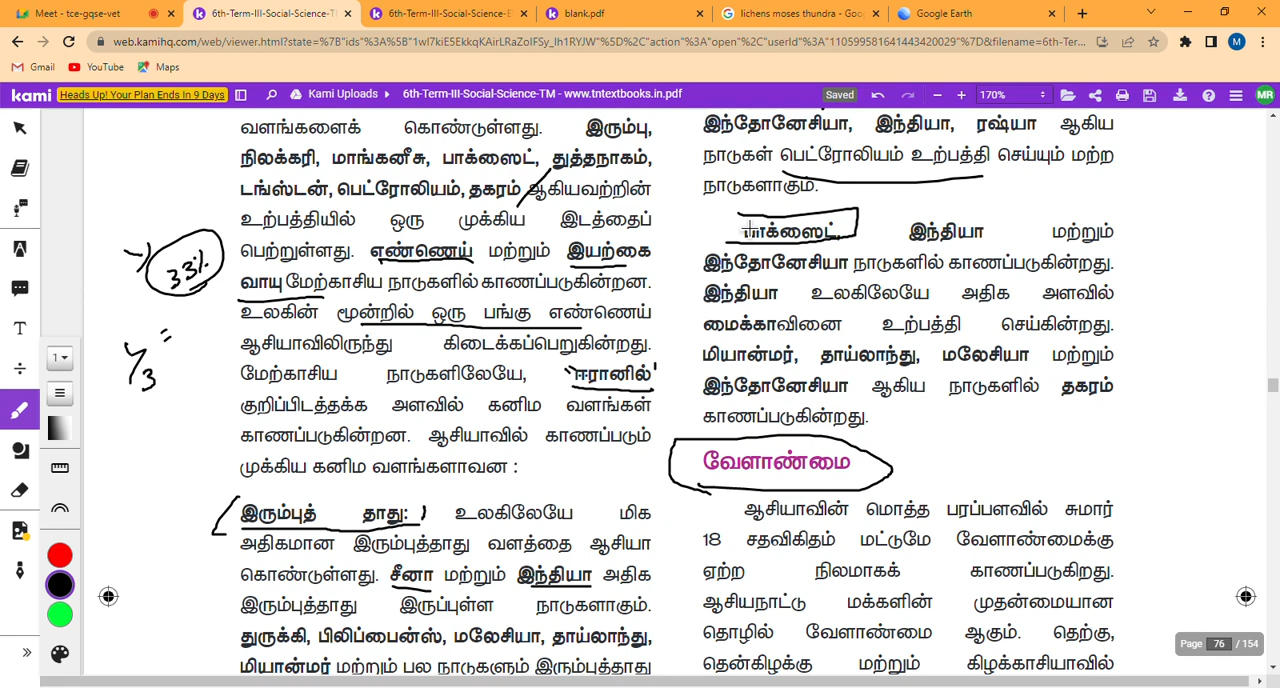 Meet - tce-gqse-vet
6th-Term-III-Social-Science-T
6th-Term-III-Social-Science-E
blank.pdf
lichens moses thundra - Goo
Google Earth
web.kamihq.com/web/viewer.html?state=%7B"ids"%3A%5B"1wl7kiE5EkkqKAirLRaZoIFSy_Ih1RYJW"%5D%2C"action"%3A"open"%2C"userId"%3A"110599581641443420029"%7D&filename=6th-Ter...
Gmail YouTube Maps
kami Heads Up! Your Plan Ends In 9 Days Kami Uploads 6th-Term-III-Social-Science-TM - www.tntextbooks.in.pdf Saved 170% MR
வளங்களைக் கொண்டுள்ளது. இரும்பு,
நிலக்கரி, மாங்கனீசு, பாக்ஸைட், துத்தநாகம்,
டங்ஸ்டன், பெட்ரோலியம், தகரம் ஆகியவற்றின்
உற்பத்தியில் ஒரு முக்கிய இடத்தைப்
பெற்றுள்ளது. எண்ணெய் மற்றும் இயற்கை
வாயு மேற்காசிய நாடுகளில் காணப்படுகின்றன.
உலகின் மூன்றில் ஒரு பங்கு எண்ணெய்
ஆசியாவிலிருந்து கிடைக்கப்பெறுகின்றது.
மேற்காசிய நாடுகளிலேயே, 'ஈரானில்'
குறிப்பிடத்தக்க அளவில் கனிம வளங்கள்
காணப்படுகின்றன. ஆசியாவில் காணப்படும்
முக்கிய கனிம வளங்களாவன :
இரும்புத் தாது: உலகிலேயே மிக
அதிகமான இரும்புத்தாது வளத்தை ஆசியா
கொண்டுள்ளது. சீனா மற்றும் இந்தியா அதிக
இரும்புத்தாது இருப்புள்ள நாடுகளாகும்.
துருக்கி, பிலிப்பைன்ஸ், மலேசியா, தாய்லாந்து,
மியான்மர் மற்றும் பல நாடுகளும் இரும்புத்தாது
33%
1/3
இந்தோனேசியா, இந்தியா, ரஷ்யா ஆகிய
நாடுகள் பெட்ரோலியம் உற்பத்தி செய்யும் மற்ற
நாடுகளாகும்.
பாக்ஸைட், இந்தியா மற்றும்
இந்தோனேசியா நாடுகளில் காணப்படுகின்றது.
இந்தியா உலகிலேயே அதிக அளவில்
மைக்காவினை உற்பத்தி செய்கின்றது.
மியான்மர், தாய்லாந்து, மலேசியா மற்றும்
இந்தோனேசியா ஆகிய நாடுகளில் தகரம்
காணப்படுகின்றது.
வேளாண்மை
ஆசியாவின் மொத்த பரப்பளவில் சுமார்
18 சதவிகிதம் மட்டுமே வேளாண்மைக்கு
ஏற்ற நிலமாகக் காணப்படுகிறது.
ஆசியநாட்டு மக்களின் முதன்மையான
தொழில் வேளாண்மை ஆகும். தெற்கு,
தென்கிழக்கு மற்றும் கிழக்காசியாவில்
Page 76 / 154